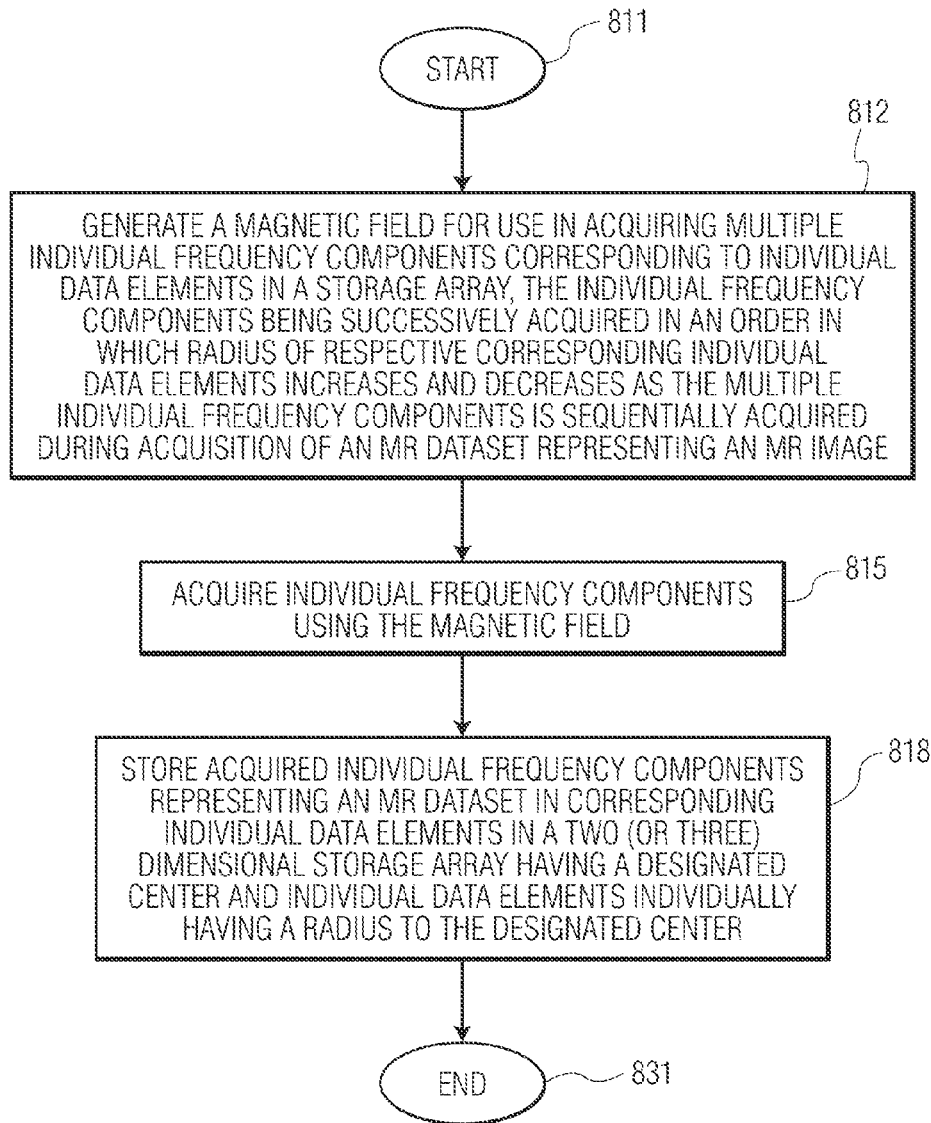 811
START
812
GENERATE A MAGNETIC FIELD FOR USE IN ACQUIRING MULTIPLE
INDIVIDUAL FREQUENCY COMPONENTS CORRESPONDING TO INDIVIDUAL
DATA ELEMENTS IN A STORAGE ARRAY, THE INDIVIDUAL FREQUENCY
COMPONENTS BEING SUCCESSIVELY ACQUIRED IN AN ORDER IN
WHICH RADIUS OF RESPECTIVE CORRESPONDING INDIVIDUAL
DATA ELEMENTS INCREASES AND DECREASES AS THE MULTIPLE
INDIVIDUAL FREQUENCY COMPONENTS IS SEQUENTIALLY ACQUIRED
DURING ACQUISITION OF AN MR DATASET REPRESENTING AN MR IMAGE
815
ACQUIRE INDIVIDUAL FREQUENCY COMPONENTS
USING THE MAGNETIC FIELD
818
STORE ACQUIRED INDIVIDUAL FREQUENCY COMPONENTS
REPRESENTING AN MR DATASET IN CORRESPONDING
INDIVIDUAL DATA ELEMENTS IN A TWO (OR THREE)
DIMENSIONAL STORAGE ARRAY HAVING A DESIGNATED
CENTER AND INDIVIDUAL DATA ELEMENTS INDIVIDUALLY
HAVING A RADIUS TO THE DESIGNATED CENTER
END
831